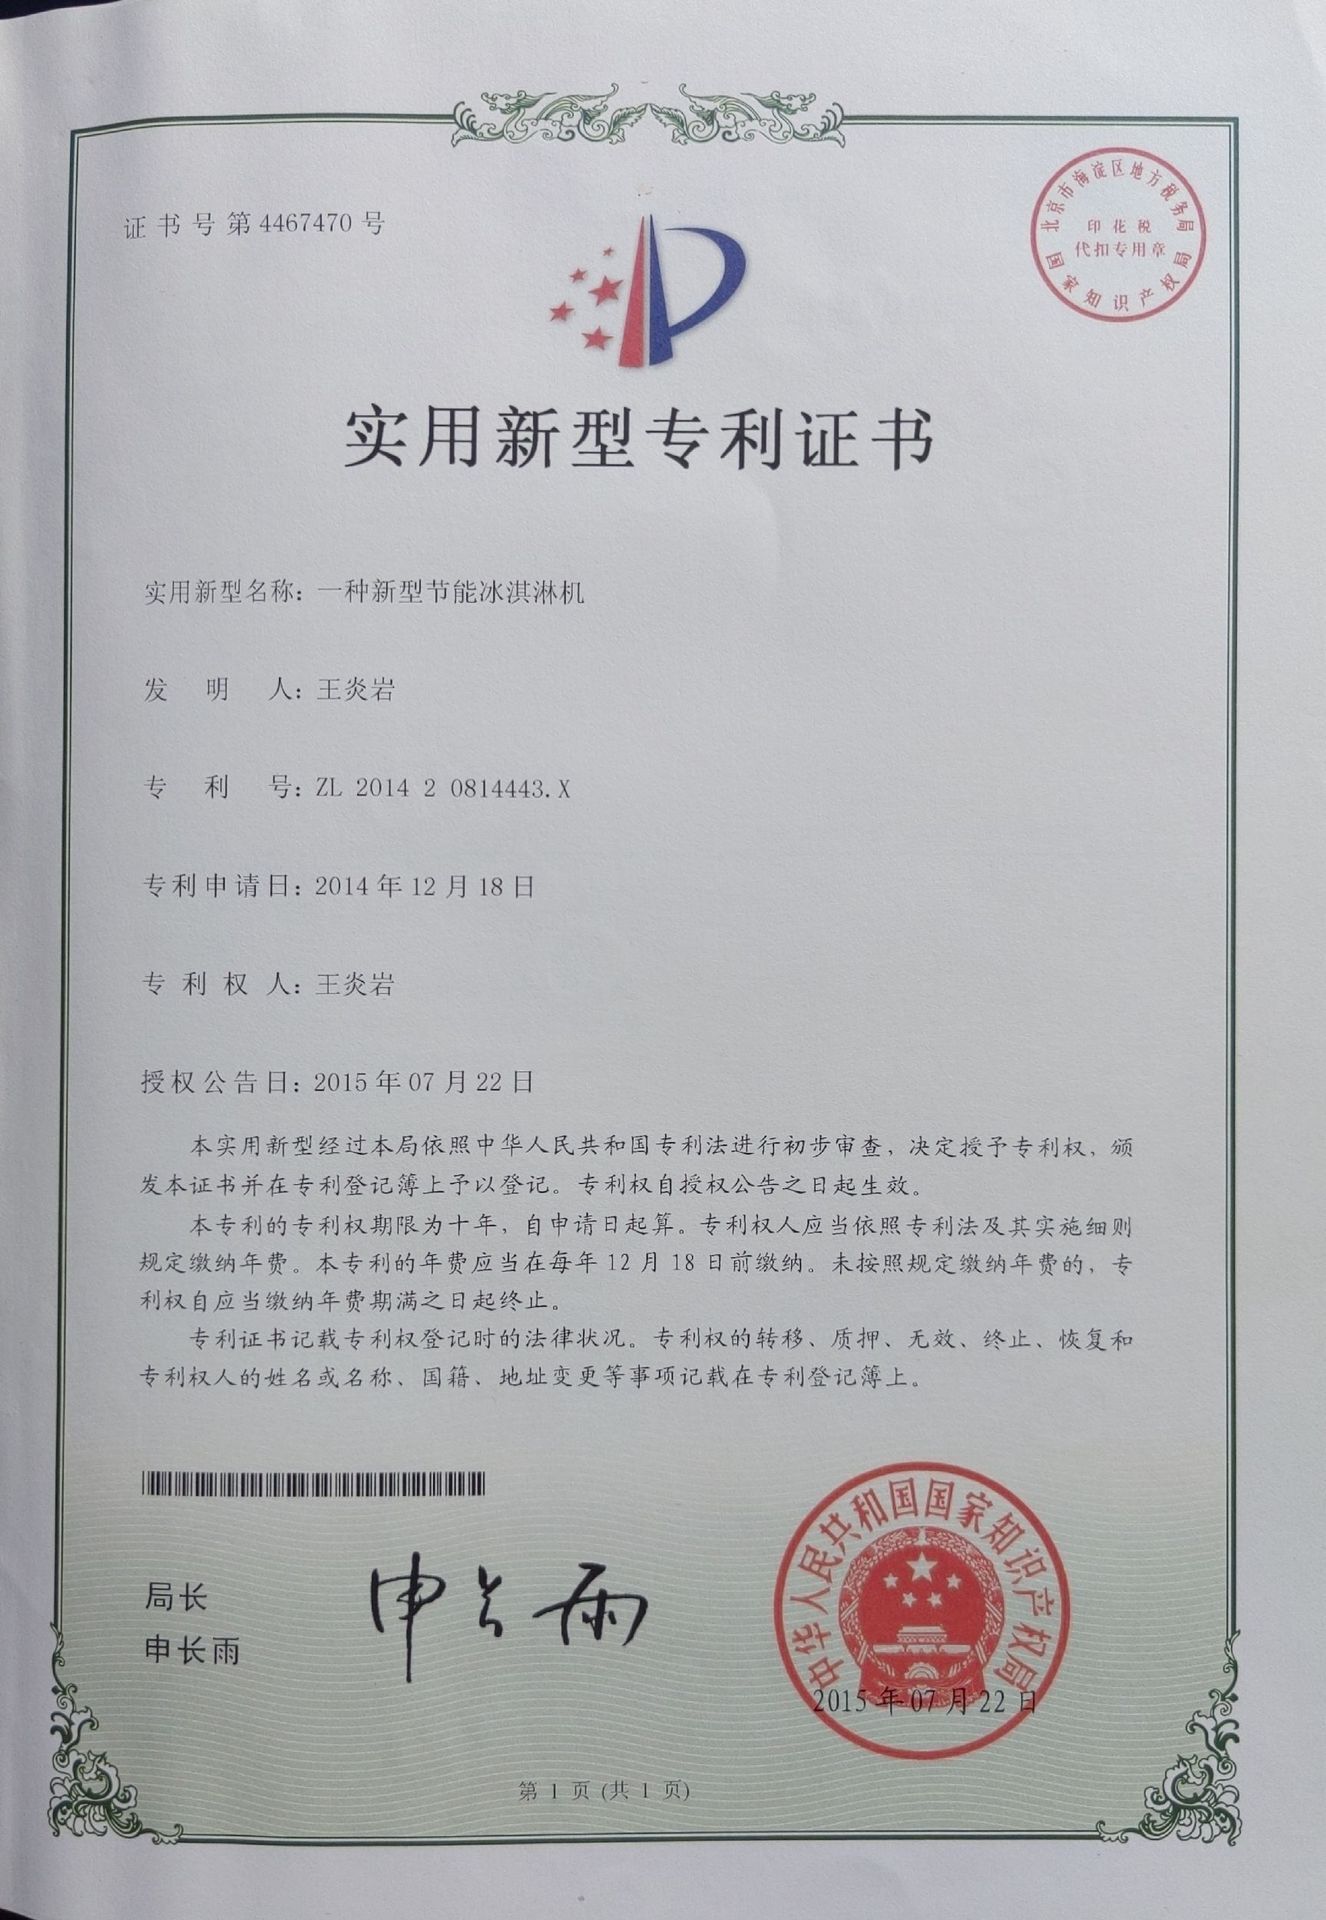 证书号第4467470号
北京市海淀区地方税务局
印花税
代扣专用章
国家知识产权局
实用新型专利证书
实用新型名称：一种新型节能冰淇淋机
发明人：王炎岩
专利号：ZL 2014 2 0814443.X
专利申请日：2014年12月18日
专利权人：王炎岩
授权公告日：2015年07月22日
本实用新型经过本局依照中华人民共和国专利法进行初步审查，决定授予专利权，颁
发本证书并在专利登记簿上予以登记。专利权自授权公告之日起生效。
本专利的专利权期限为十年，自申请日起算。专利权人应当依照专利法及其实施细则
规定缴纳年费。本专利的年费应当在每年12月18日前缴纳。未按照规定缴纳年费的，专
利权自应当缴纳年费期满之日起终止。
专利证书记载专利权登记时的法律状况。专利权的转移、质押、无效、终止、恢复和
专利权人的姓名或名称、国籍、地址变更等事项记载在专利登记簿上。
局长
申长雨
申长雨
中华人民共和国国家知识产权局
2015年07月22日
第1页(共1页)